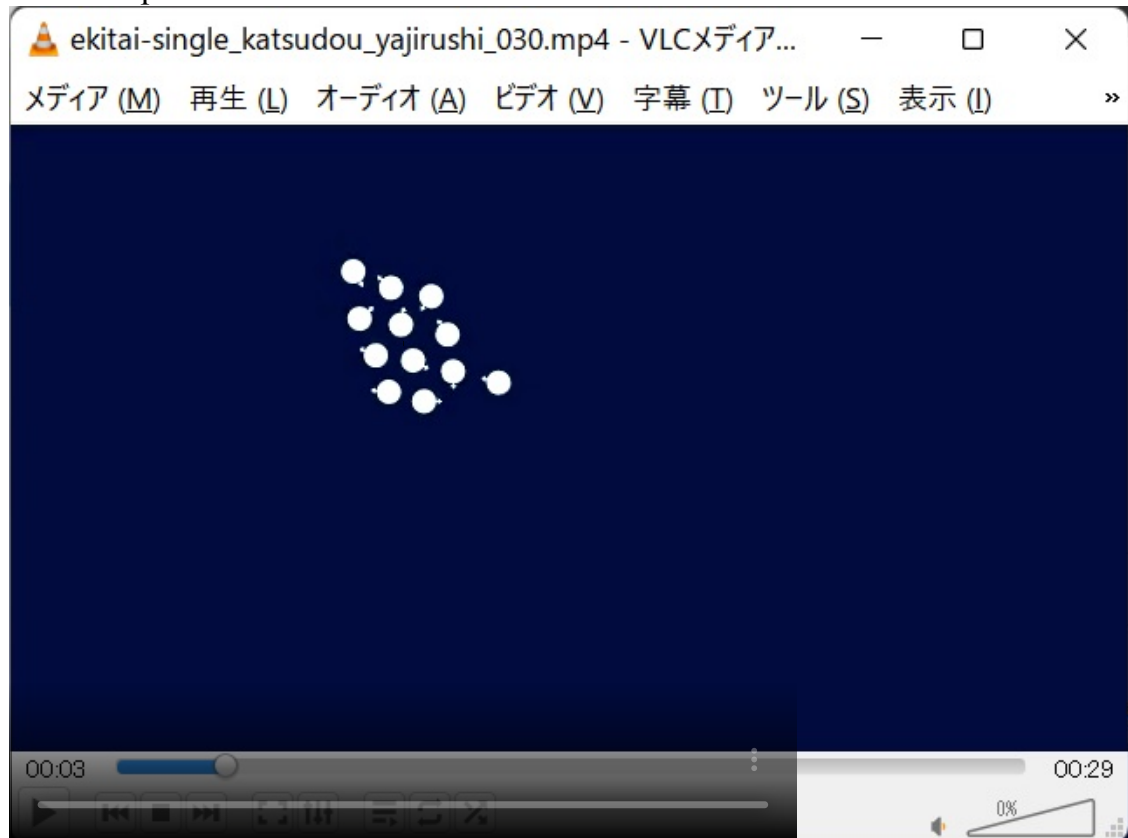 ekitai-single_katsudou_yajirushi_030.mp4 - VLCメディア...
メディア (M) 再生 (L) オーディオ (A) ビデオ (V) 字幕 (T) ツール (S) 表示 (I) »
00:03 00:29
0%